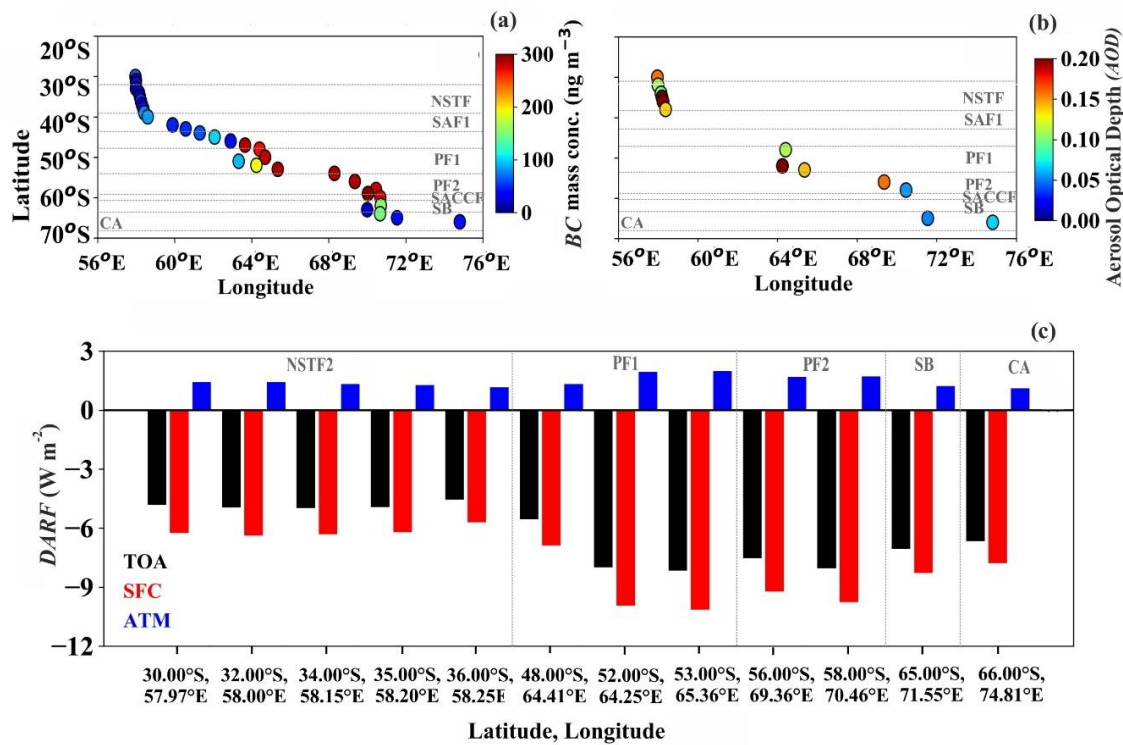 (a)
20°S
30°S
40°S
50°S
60°S
70°S
Latitude
NSTF
SAF1
PF1
PF2
SACCF
SB
CA
56°E 60°E 64°E 68°E 72°E 76°E
Longitude
300
200
100
0
BC mass conc. (ng m⁻³)
(b)
NSTF
SAF1
PF1
PF2
SACCF
SB
CA
56°E 60°E 64°E 68°E 72°E 76°E
Longitude
0.20
0.15
0.10
0.05
0.00
Aerosol Optical Depth (AOD)
(c)
3
0
−3
−6
−9
−12
DARF (W m⁻²)
NSTF2 PF1 PF2 SB CA
TOA
SFC
ATM
30.00°S, 32.00°S, 34.00°S, 35.00°S, 36.00°S, 48.00°S, 52.00°S, 53.00°S, 56.00°S, 58.00°S, 65.00°S, 66.00°S,
57.97°E 58.00°E 58.15°E 58.20°E 58.25E 64.41°E 64.25°E 65.36°E 69.36°E 70.46°E 71.55°E 74.81°E
Latitude, Longitude